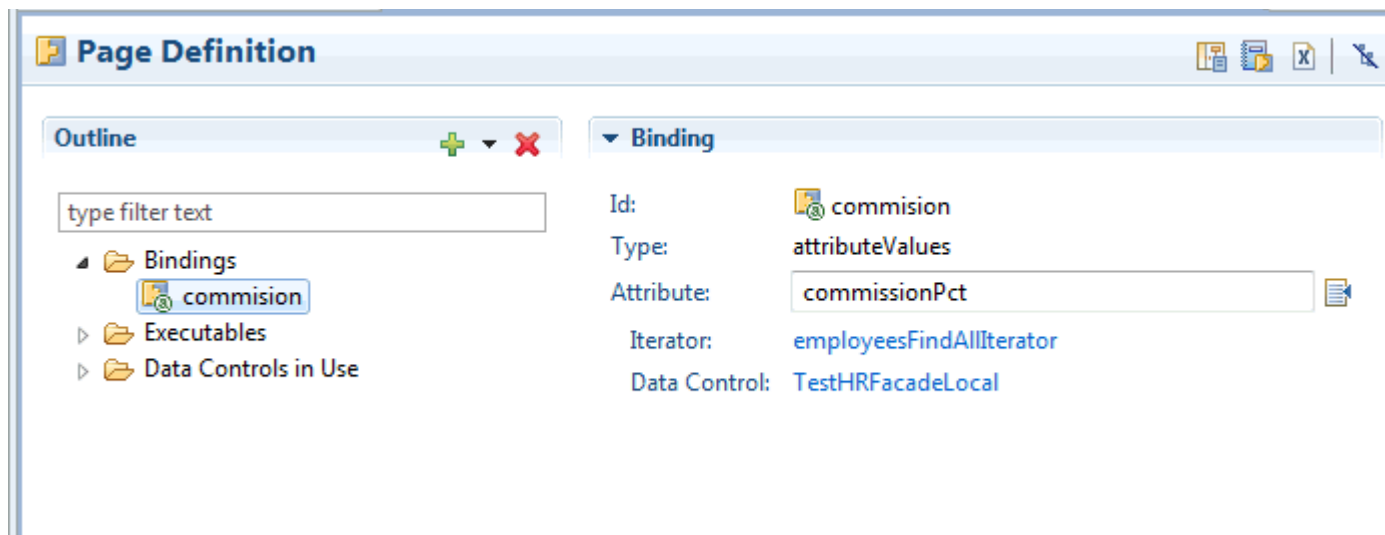 Page Definition
Outline
type filter text
Bindings
commision
Executables
Data Controls in Use
Binding
Id: commision
Type: attributeValues
Attribute: commissionPct
Iterator: employeesFindAllIterator
Data Control: TestHRFacadeLocal